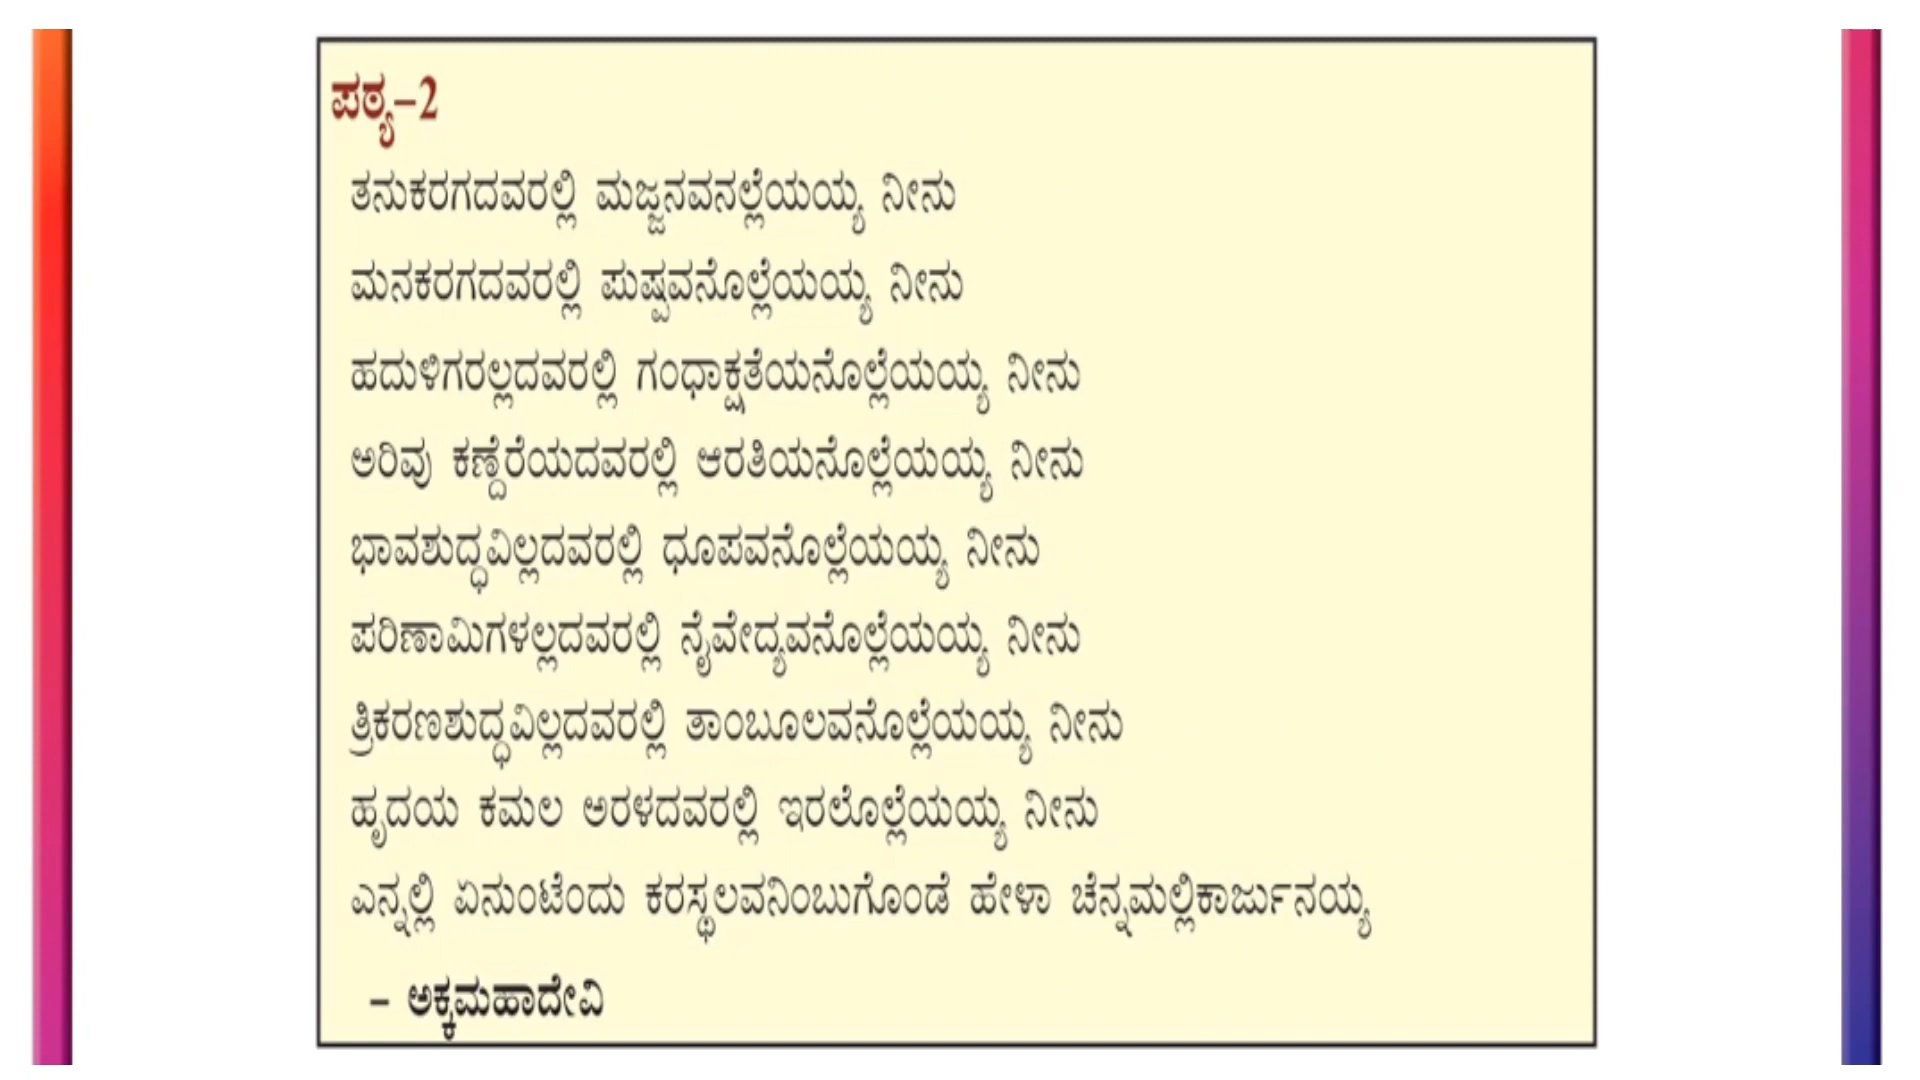 ಪಠ್ಯ-2
ತನುಕರಗದವರಲ್ಲಿ ಮಜ್ಜನವನಲ್ಲೆಯಯ್ಯ ನೀನು
ಮನಕರಗದವರಲ್ಲಿ ಪುಷ್ಪವನೊಲ್ಲೆಯಯ್ಯ ನೀನು
ಹದುಳಿಗರಲ್ಲದವರಲ್ಲಿ ಗಂಧಾಕ್ಷತೆಯನೊಲ್ಲೆಯಯ್ಯ ನೀನು
ಅರಿವು ಕಣ್ದೆರೆಯದವರಲ್ಲಿ ಆರತಿಯನೊಲ್ಲೆಯಯ್ಯ ನೀನು
ಭಾವಶುದ್ಧವಿಲ್ಲದವರಲ್ಲಿ ಧೂಪವನೊಲ್ಲೆಯಯ್ಯ ನೀನು
ಪರಿಣಾಮಿಗಳಲ್ಲದವರಲ್ಲಿ ನೈವೇದ್ಯವನೊಲ್ಲೆಯಯ್ಯ ನೀನು
ತ್ರಿಕರಣಶುದ್ಧವಿಲ್ಲದವರಲ್ಲಿ ತಾಂಬೂಲವನೊಲ್ಲೆಯಯ್ಯ ನೀನು
ಹೃದಯ ಕಮಲ ಅರಳದವರಲ್ಲಿ ಇರಲೊಲ್ಲೆಯಯ್ಯ ನೀನು
ಎನ್ನಲ್ಲಿ ಏನುಂಟೆಂದು ಕರಸ್ಥಲವನಿಂಬುಗೊಂಡೆ ಹೇಳಾ ಚೆನ್ನಮಲ್ಲಿಕಾರ್ಜುನಯ್ಯ
- ಅಕ್ಕಮಹಾದೇವಿ